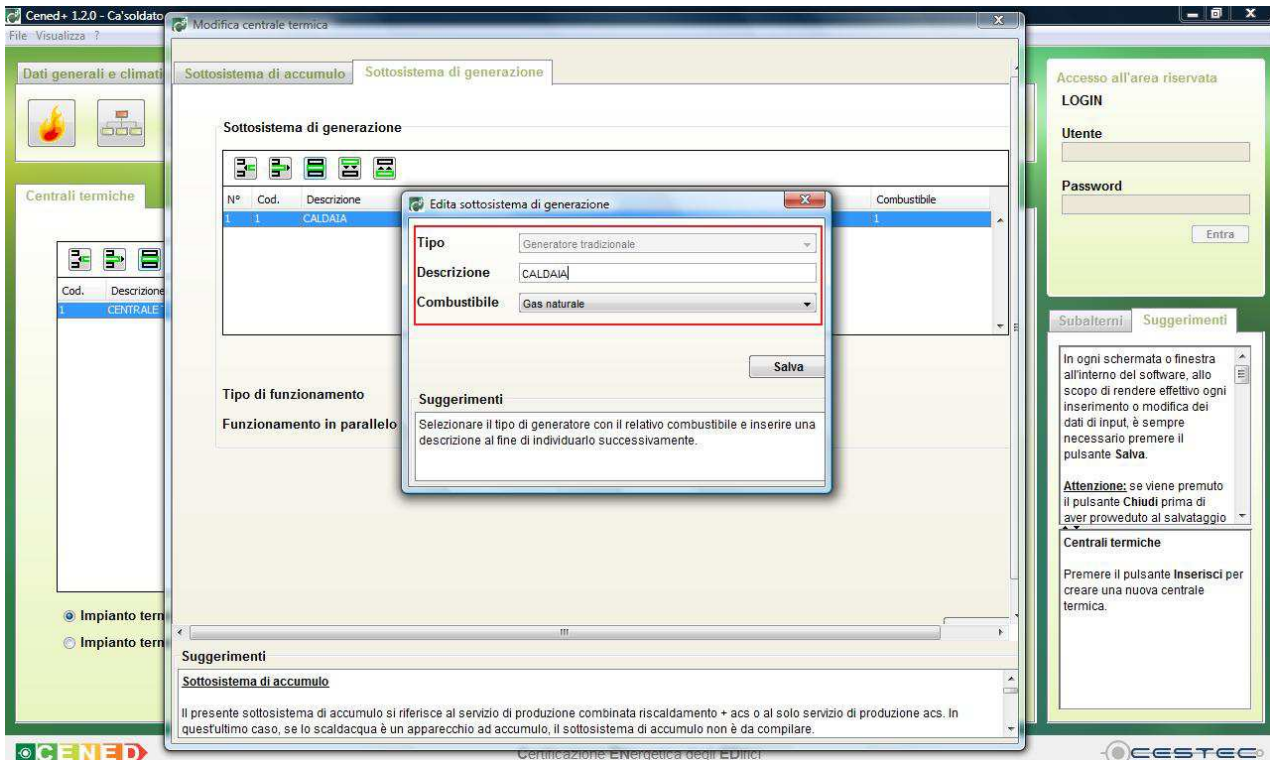 Cened+ 1.2.0 - Ca'soldato
File Visualizza ?
Dati generali e climati
Centrali termiche
Cod. Descrizione
1 CENTRALE
Impianto tern
Impianto tern
Modifica centrale termica
Sottosistema di accumulo Sottosistema di generazione
Sottosistema di generazione
N° Cod. Descrizione Combustibile
1 1 CALDAIA 1
Tipo di funzionamento
Funzionamento in parallelo
Edita sottosistema di generazione
Tipo Generatore tradizionale
Descrizione CALDAIA
Combustibile Gas naturale
Salva
Suggerimenti
Selezionare il tipo di generatore con il relativo combustibile e inserire una
descrizione al fine di individuarlo successivamente.
Suggerimenti
Sottosistema di accumulo
Il presente sottosistema di accumulo si riferisce al servizio di produzione combinata riscaldamento + acs o al solo servizio di produzione acs. In
quest'ultimo caso, se lo scaldacqua è un apparecchio ad accumulo, il sottosistema di accumulo non è da compilare.
Accesso all'area riservata
LOGIN
Utente
Password
Entra
Subalterni Suggerimenti
In ogni schermata o finestra
all'interno del software, allo
scopo di rendere effettivo ogni
inserimento o modifica dei
dati di input, è sempre
necessario premere il
pulsante Salva.
Attenzione: se viene premuto
il pulsante Chiudi prima di
aver provveduto al salvataggio
Centrali termiche
Premere il pulsante Inserisci per
creare una nuova centrale
termica.
CENED
Certificazione ENergetica degli EDifici
CESTEC